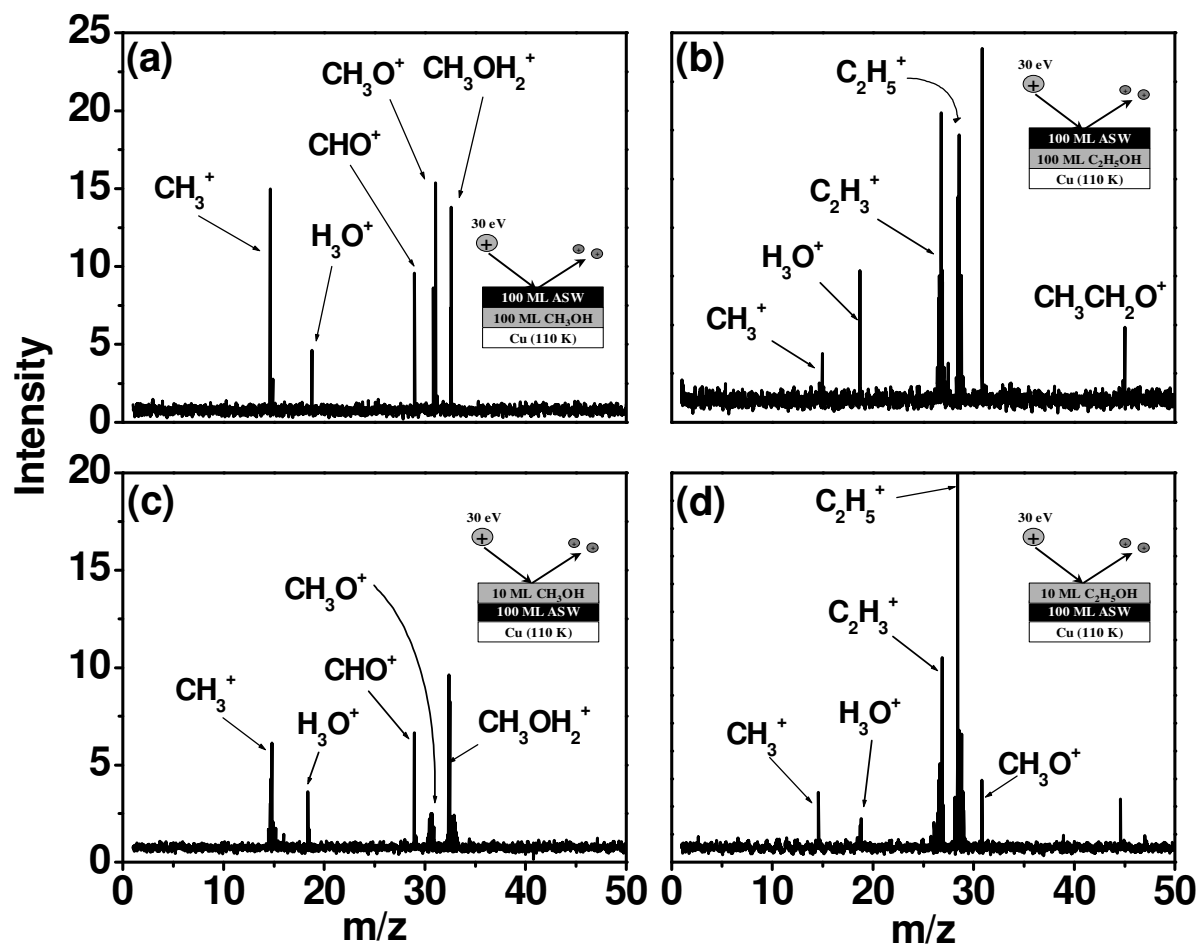 Intensity
25
20
15
10
5
0
(a)
CH₃⁺
H₃O⁺
CHO⁺
CH₃O⁺
CH₃OH₂⁺
30 eV
+
100 ML ASW
100 ML CH₃OH
Cu (110 K)
(b)
CH₃⁺
H₃O⁺
C₂H₃⁺
C₂H₅⁺
CH₃CH₂O⁺
30 eV
+
100 ML ASW
100 ML C₂H₅OH
Cu (110 K)
20
15
10
5
0
(c)
CH₃⁺
H₃O⁺
CHO⁺
CH₃O⁺
CH₃OH₂⁺
30 eV
+
10 ML CH₃OH
100 ML ASW
Cu (110 K)
0 10 20 30 40 50
m/z
(d)
CH₃⁺
H₃O⁺
C₂H₃⁺
C₂H₅⁺
CH₃O⁺
30 eV
+
10 ML C₂H₅OH
100 ML ASW
Cu (110 K)
0 10 20 30 40 50
m/z